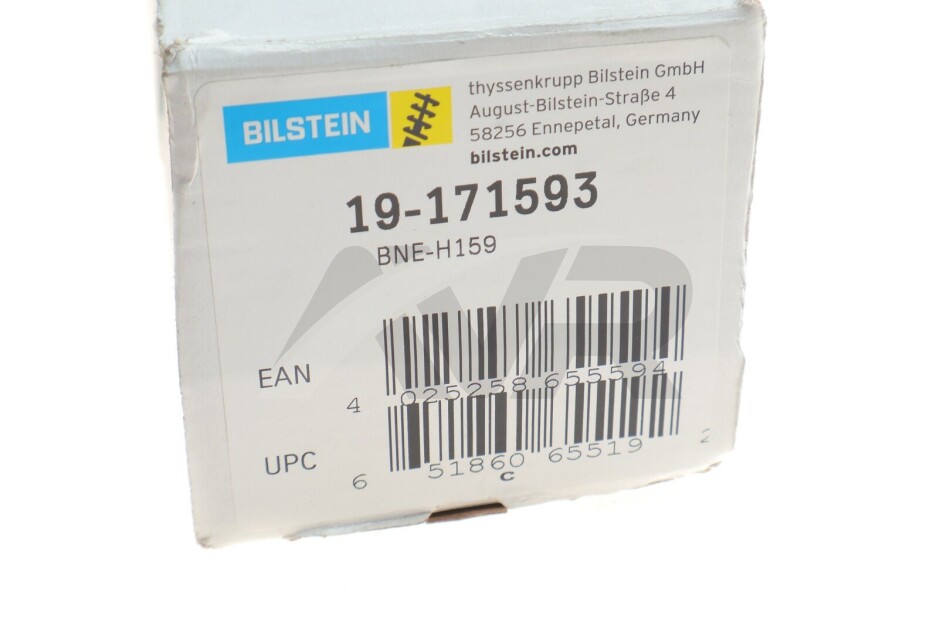 thyssenkrupp Bilstein GmbH
August-Bilstein-Straße 4
58256 Ennepetal, Germany
bilstein.com
BILSTEIN
19-171593
BNE-H159
EAN
4 025258 655594
UPC
6 51860 65519 2
C